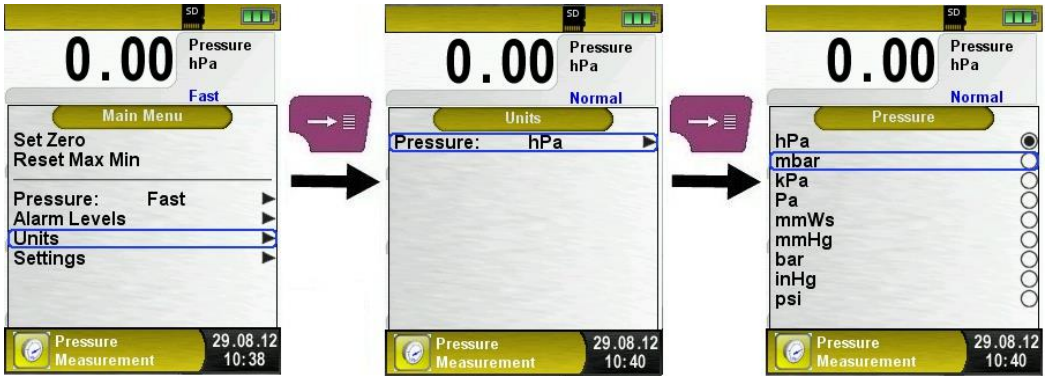 SD
0.00
Pressure
hPa
Fast
Main Menu
Set Zero
Reset Max Min
Pressure: Fast
Alarm Levels
Units
Settings
Pressure
Measurement
29.08.12
10:38
SD
0.00
Pressure
hPa
Normal
Units
Pressure: hPa
Pressure
Measurement
29.08.12
10:40
SD
0.00
Pressure
hPa
Normal
Pressure
hPa
mbar
kPa
Pa
mmWs
mmHg
bar
inHg
psi
Pressure
Measurement
29.08.12
10:40